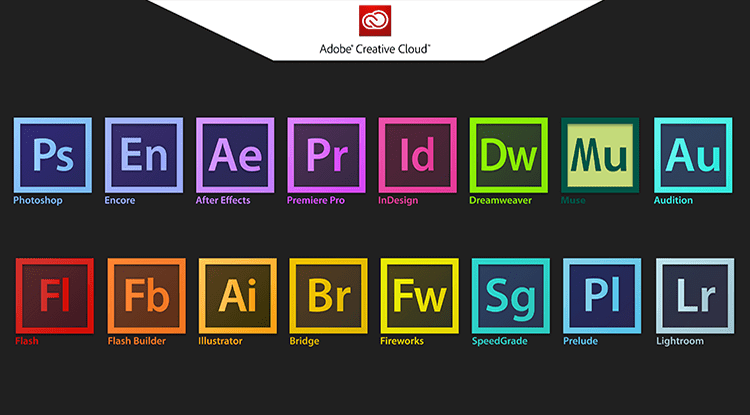 Adobe® Creative Cloud™
Ps En Ae Pr Id Dw Mu Au
Photoshop Encore After Effects Premiere Pro InDesign Dreamweaver Muse Audition
Fl Fb Ai Br Fw Sg Pl Lr
Flash Flash Builder Illustrator Bridge Fireworks SpeedGrade Prelude Lightroom